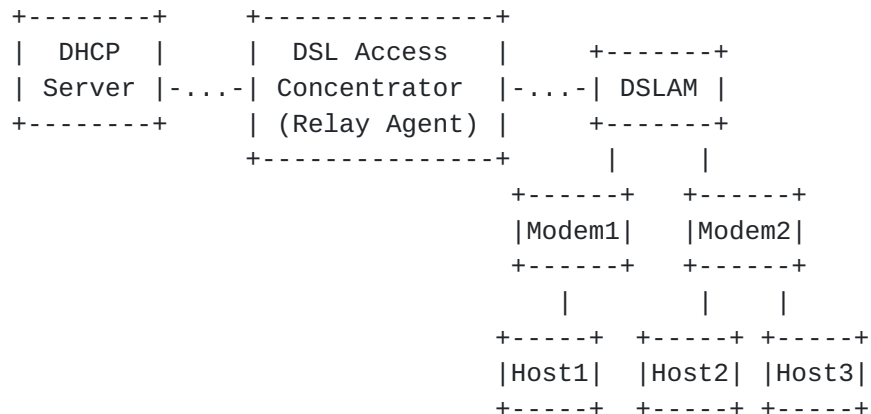 +--------+     +---------------+
|  DHCP  |     |  DSL Access   |     +-------+
| Server |-...-| Concentrator  |-...-| DSLAM |
+--------+     | (Relay Agent) |     +-------+
               +---------------+      |     |
                                +------+   +------+
                                |Modem1|   |Modem2|
                                +------+   +------+
                                   |        |    |
                               +-----+  +-----+ +-----+
                               |Host1|  |Host2| |Host3|
                               +-----+  +-----+ +-----+